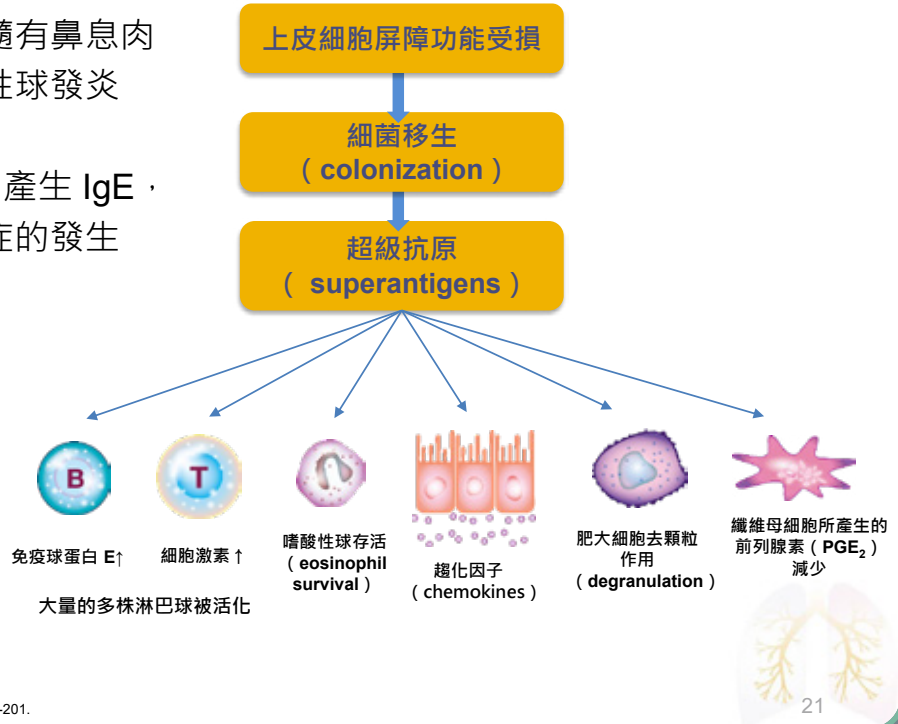 隨有鼻息肉
性球發炎
產生 IgE，
症的發生
上皮細胞屏障功能受損
細菌移生
（colonization）
超級抗原
（ superantigens）
B
T
免疫球蛋白 E↑
細胞激素↑
大量的多株淋巴球被活化
嗜酸性球存活
（eosinophil
survival）
趨化因子
（chemokines）
肥大細胞去顆粒
作用
（degranulation）
纖維母細胞所產生的
前列腺素（PGE₂）
減少
-201.
21